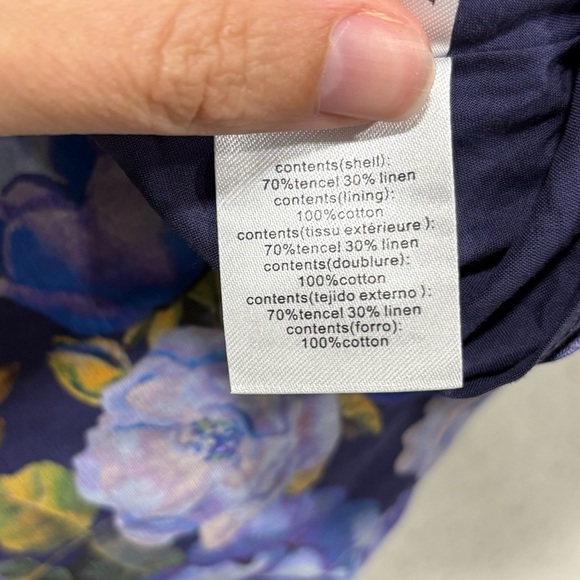 contents(shell):
70%tencel 30% linen
contents(lining):
100%cotton
contents(tissu extérieure ):
70%tencel 30% linen
contents(doublure):
100%cotton
contents(tejido externo ):
70%tencel 30% linen
contents(forro):
100%cotton